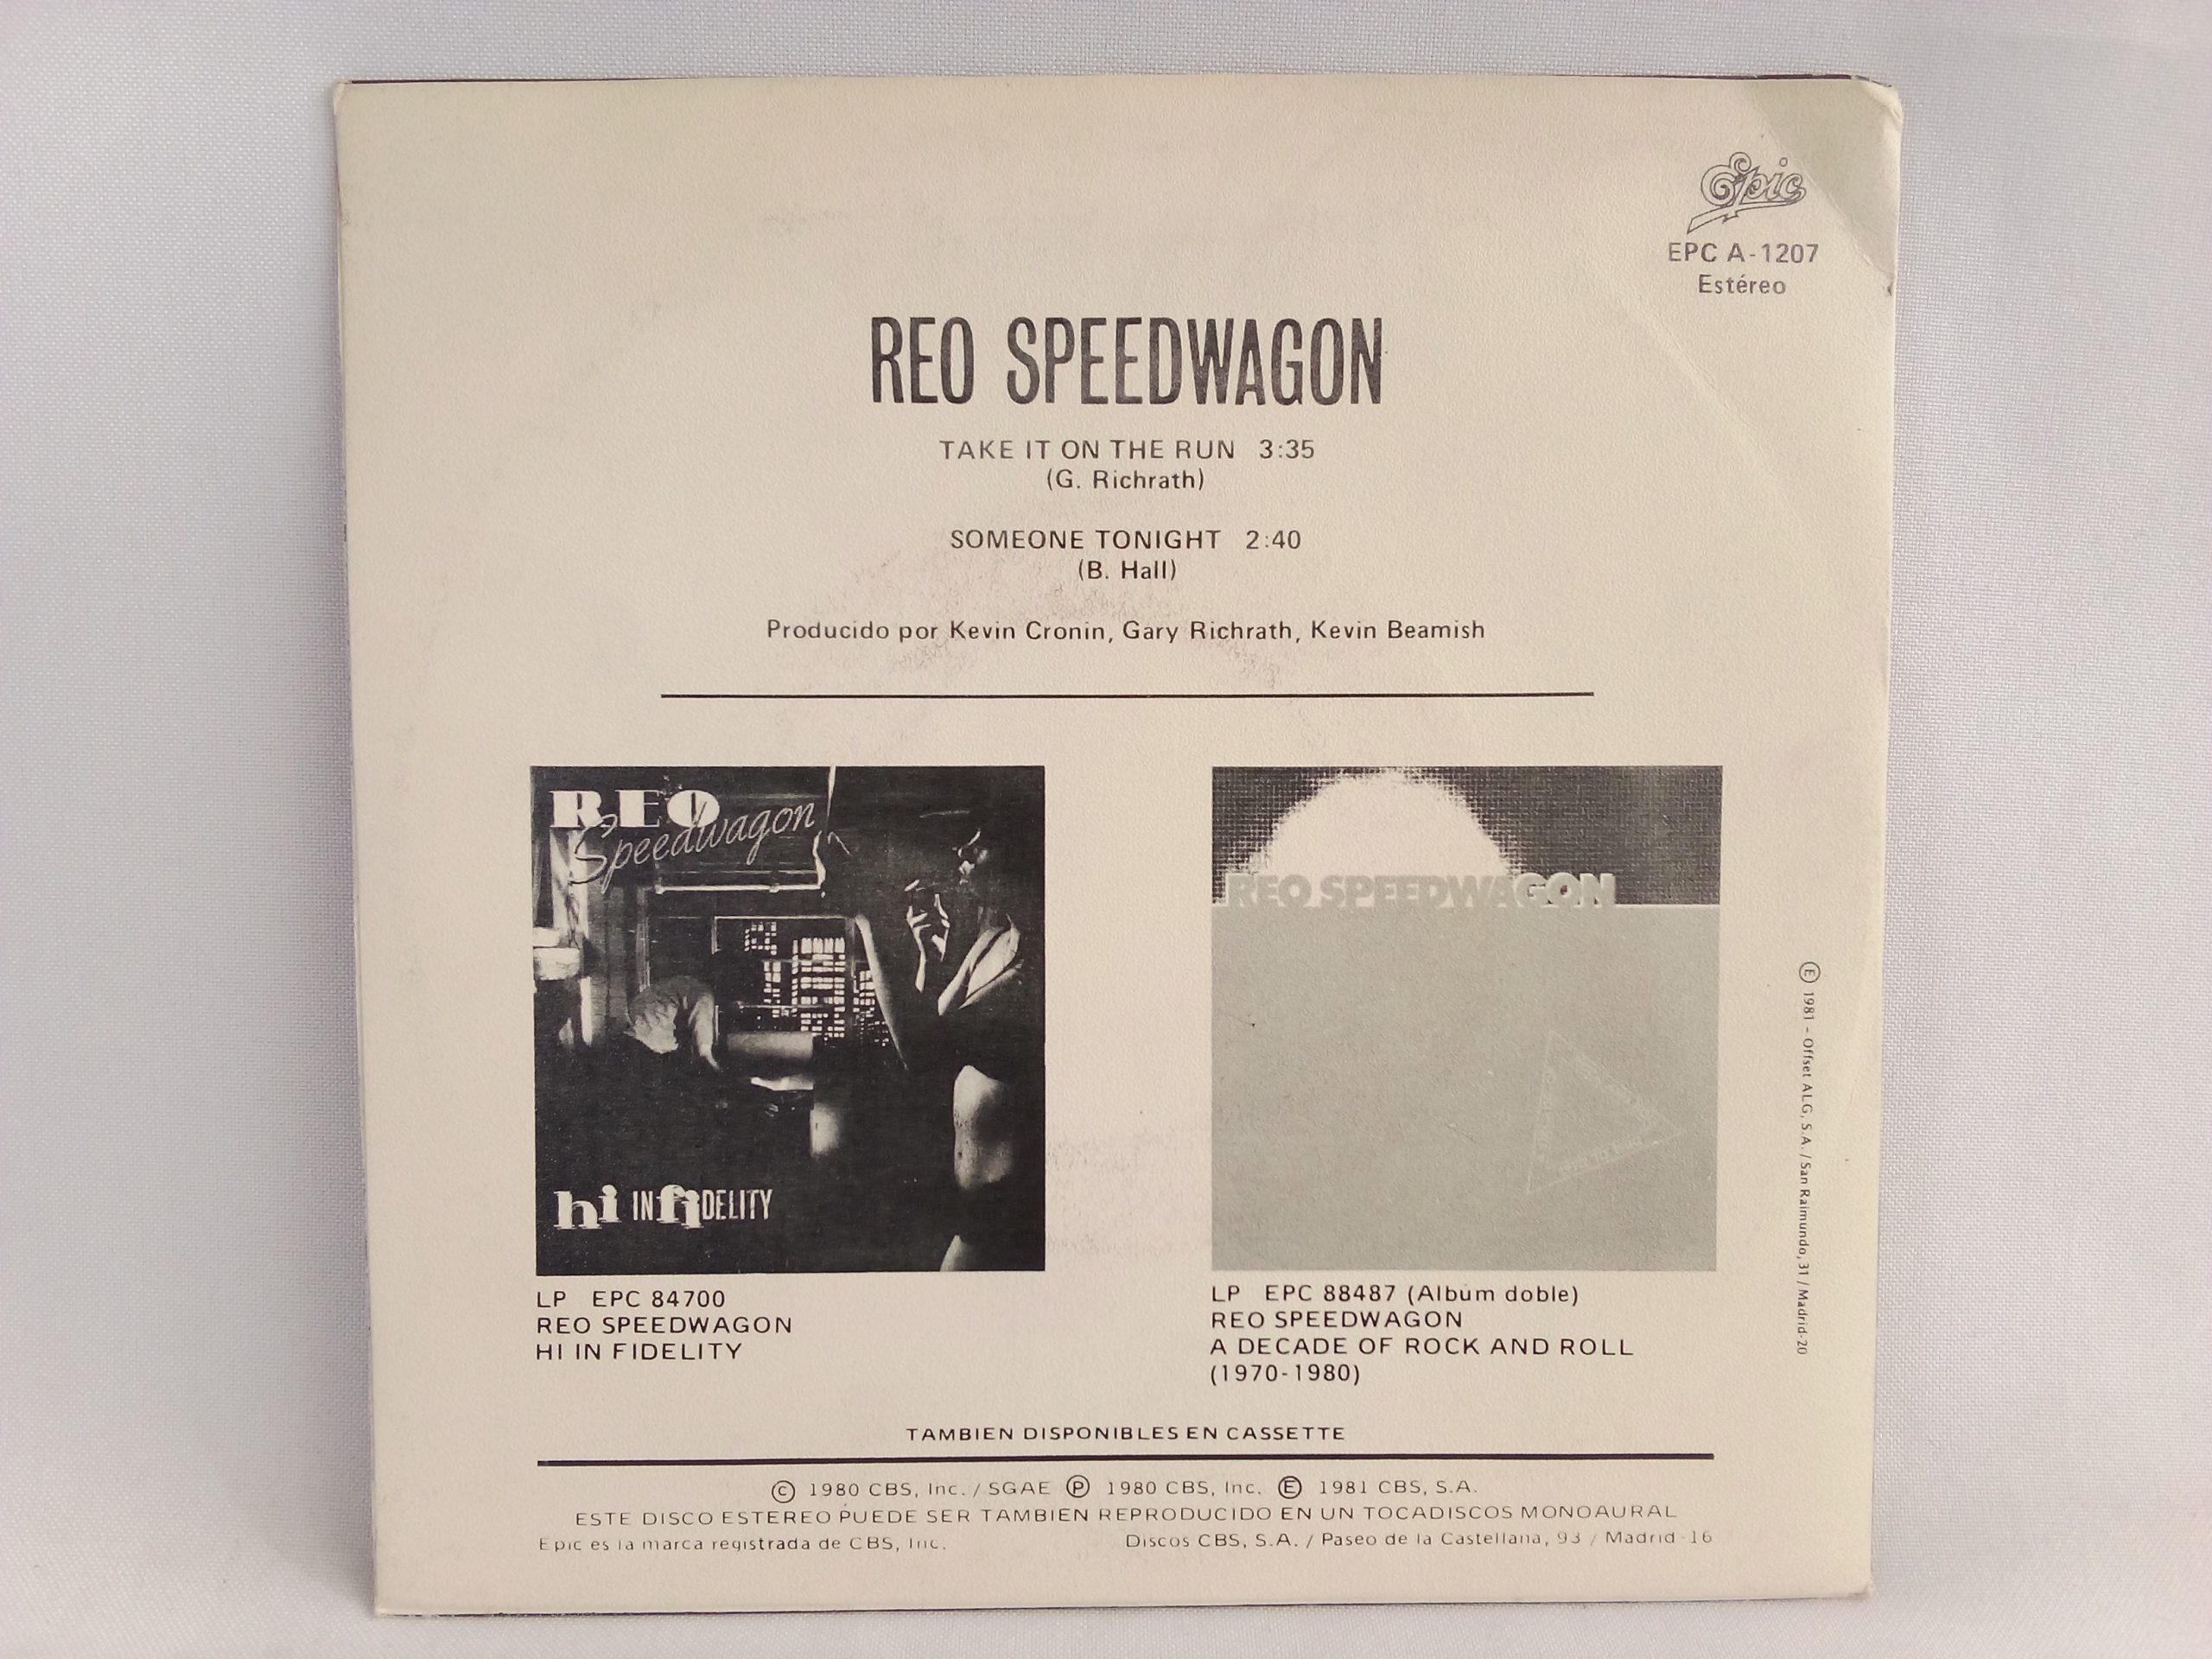 Epic
EPC A-1207
Estéreo
REO SPEEDWAGON
TAKE IT ON THE RUN 3:35
(G. Richrath)
SOMEONE TONIGHT 2:40
(B. Hall)
Producido por Kevin Cronin, Gary Richrath, Kevin Beamish
REO
Speedwagon
hi INfiDELITY
REO SPEEDWAGON
LP EPC 84700
REO SPEEDWAGON
HI IN FIDELITY
LP EPC 88487 (Album doble)
REO SPEEDWAGON
A DECADE OF ROCK AND ROLL
(1970-1980)
Ⓔ 1981 - Offset ALG, S.A. / San Raimundo, 31 / Madrid-20
TAMBIEN DISPONIBLES EN CASSETTE
Ⓒ 1980 CBS, Inc. / SGAE Ⓟ 1980 CBS, Inc. Ⓔ 1981 CBS, S.A.
ESTE DISCO ESTEREO PUEDE SER TAMBIEN REPRODUCIDO EN UN TOCADISCOS MONOAURAL
Epic es la marca registrada de CBS, Inc.
Discos CBS, S.A. / Paseo de la Castellana, 93 / Madrid-16